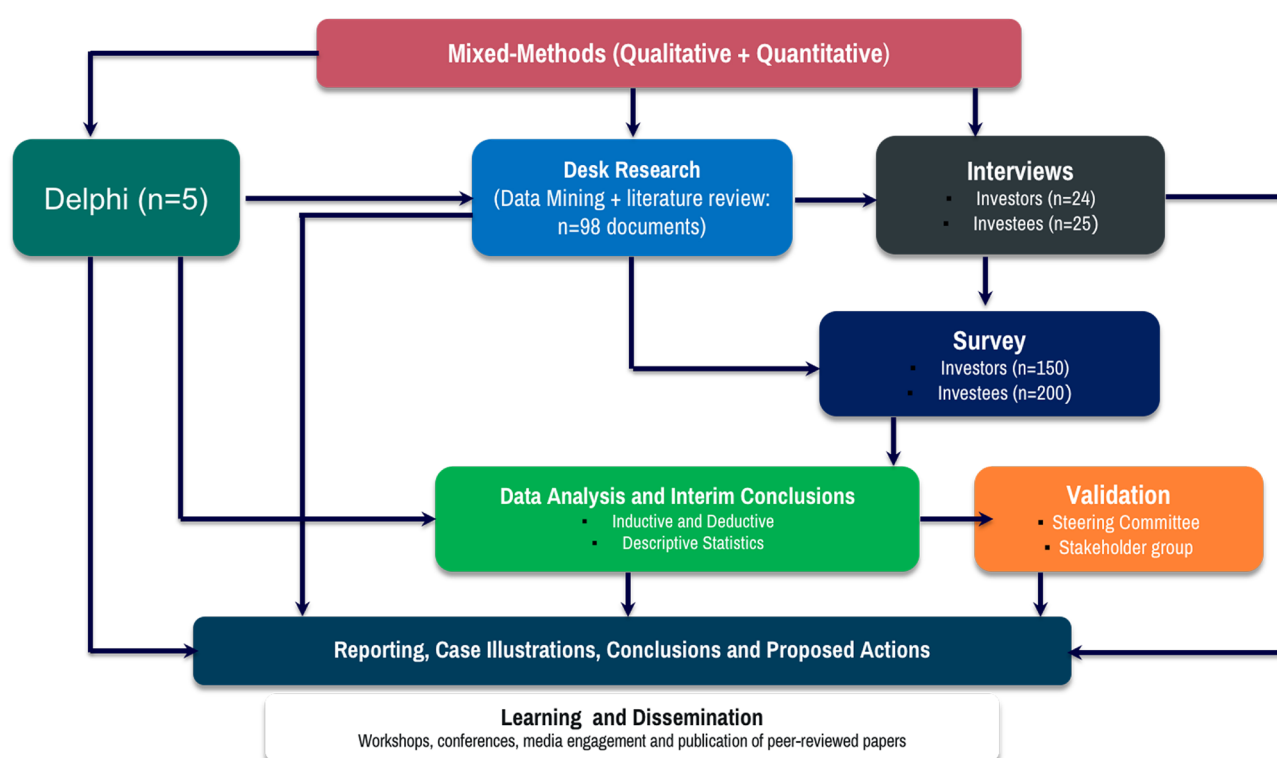 Mixed-Methods (Qualitative + Quantitative)
Delphi (n=5)
Desk Research
(Data Mining + literature review:
n=98 documents)
Interviews
▪ Investors (n=24)
▪ Investees (n=25)
Survey
▪ Investors (n=150)
▪ Investees (n=200)
Data Analysis and Interim Conclusions
▪ Inductive and Deductive
▪ Descriptive Statistics
Validation
▪ Steering Committee
▪ Stakeholder group
Reporting, Case Illustrations, Conclusions and Proposed Actions
Learning and Dissemination
Workshops, conferences, media engagement and publication of peer-reviewed papers